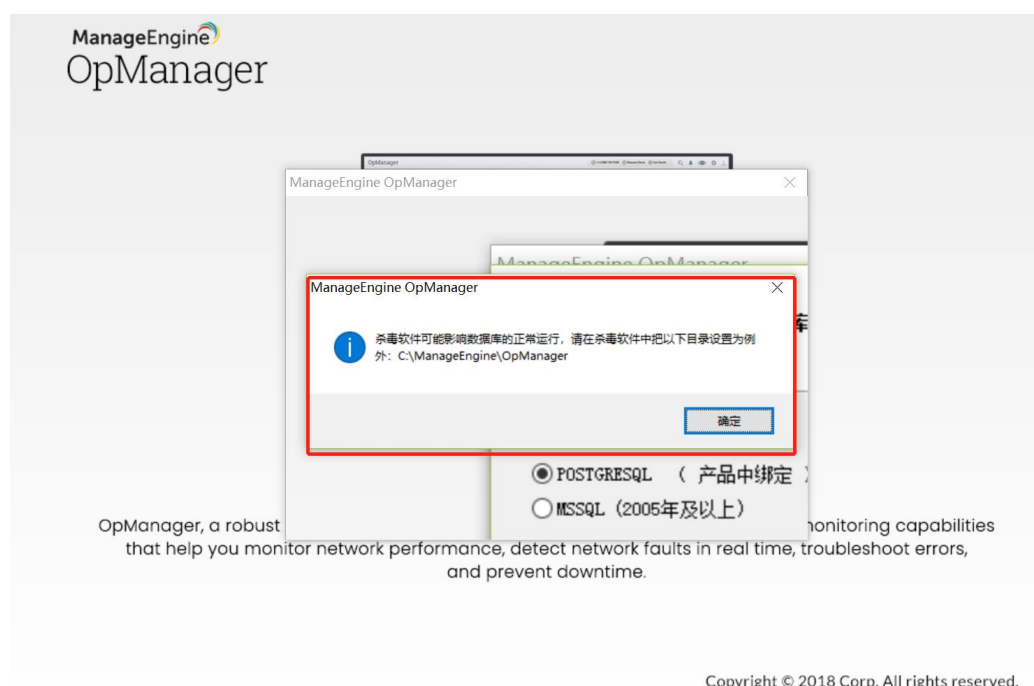 ManageEngine
OpManager
OpManager
ManageEngine OpManager
ManageEngine OpManager
ManageEngine OpManager
库
杀毒软件可能影响数据库的正常运行，请在杀毒软件中把以下目录设置为例
外：C:\ManageEngine\OpManager
确定
POSTGRESQL （ 产品中绑定 ）
MSSQL（2005年及以上）
OpManager, a robust
monitoring capabilities
that help you monitor network performance, detect network faults in real time, troubleshoot errors,
and prevent downtime.
Copyright © 2018 Corp. All rights reserved.